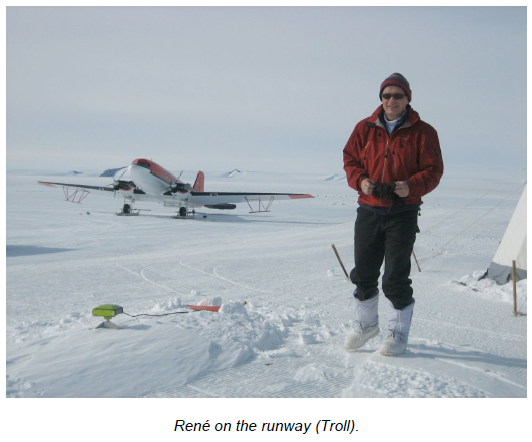 René on the runway (Troll).